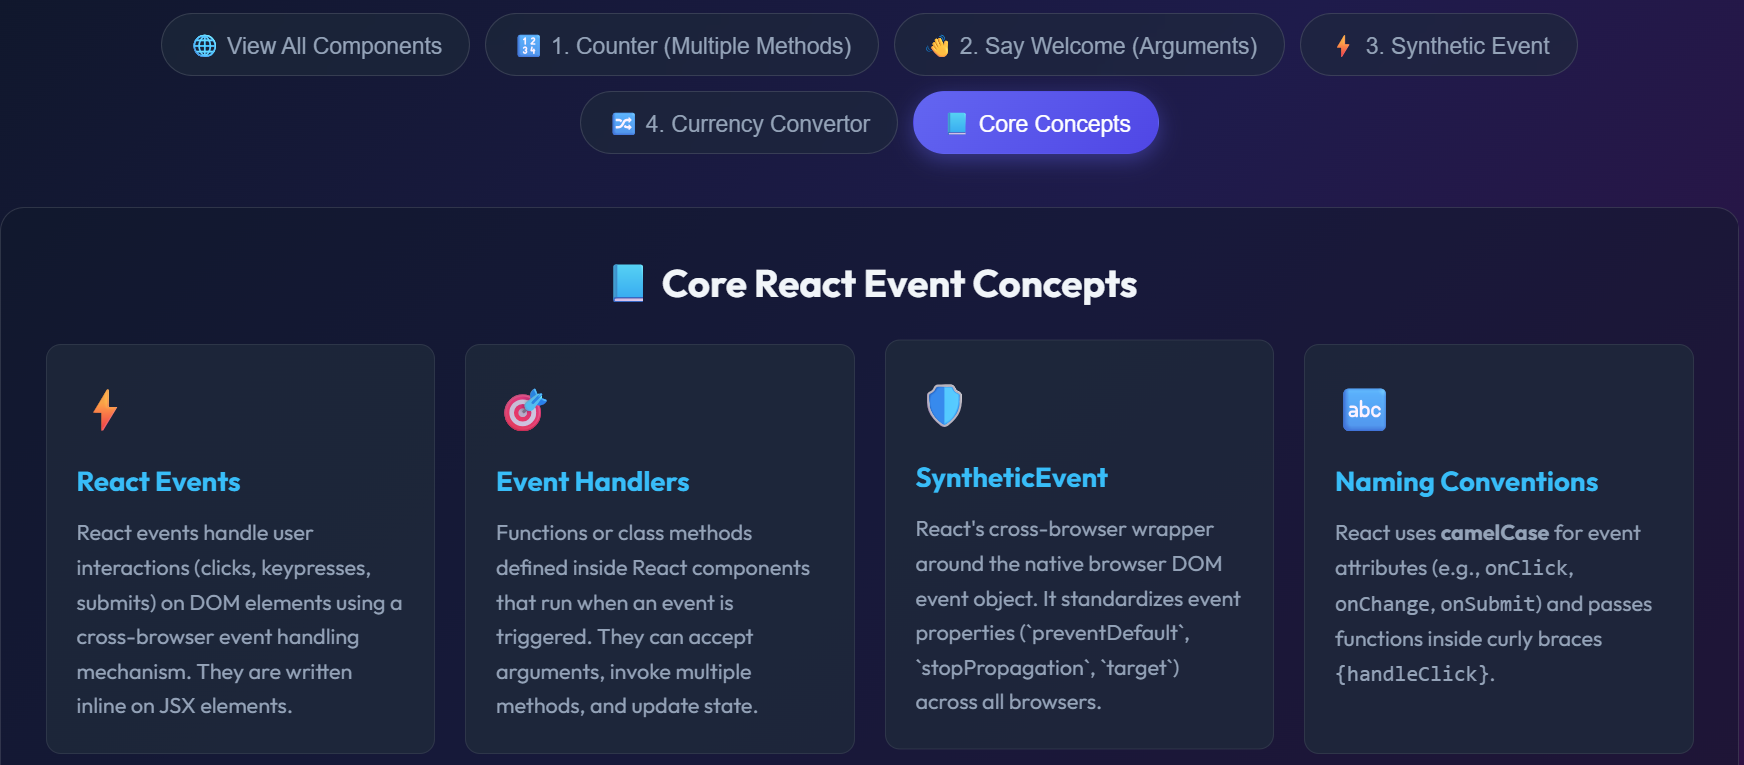 View All Components
1. Counter (Multiple Methods)
2. Say Welcome (Arguments)
3. Synthetic Event
4. Currency Convertor
Core Concepts
Core React Event Concepts
React Events
React events handle user
interactions (clicks, keypresses,
submits) on DOM elements using a
cross-browser event handling
mechanism. They are written
inline on JSX elements.
Event Handlers
Functions or class methods
defined inside React components
that run when an event is
triggered. They can accept
arguments, invoke multiple
methods, and update state.
SyntheticEvent
React's cross-browser wrapper
around the native browser DOM
event object. It standardizes event
properties (`preventDefault`,
`stopPropagation`, `target`)
across all browsers.
abc
Naming Conventions
React uses camelCase for event
attributes (e.g., onClick,
onChange, onSubmit) and passes
functions inside curly braces
{handleClick}.